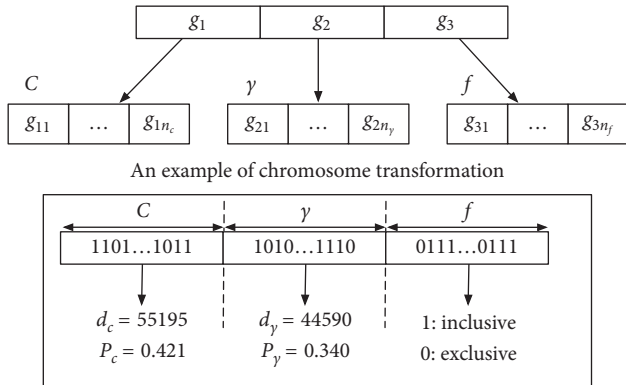 g1 g2 g3
C γ f
g11 ... g1nc g21 ... g2nγ g31 ... g3nf
An example of chromosome transformation
C γ f
1101...1011 1010...1110 0111...0111
dc = 55195 dγ = 44590 1: inclusive
Pc = 0.421 Pγ = 0.340 0: exclusive